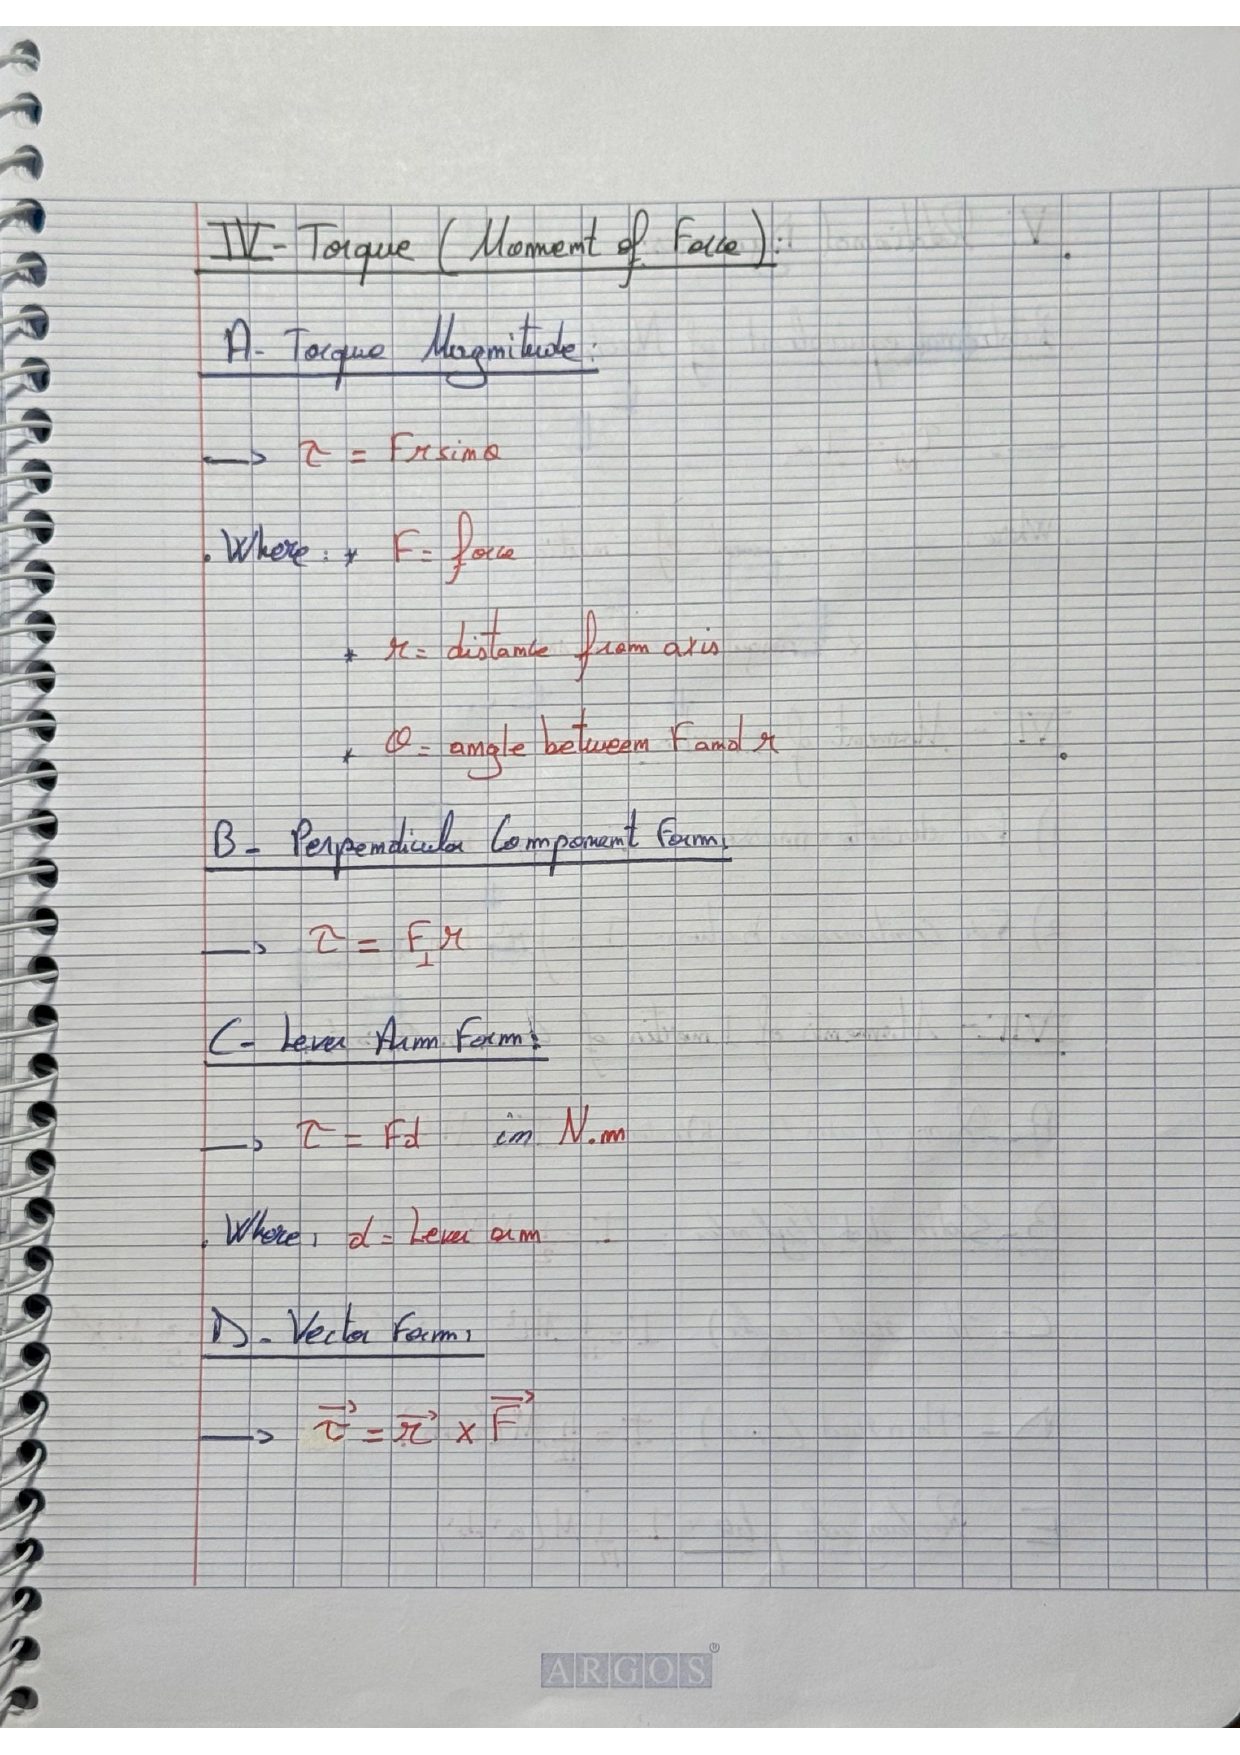 IV- Torque (Moment of Force):
A- Torque Magnitude:
→ τ = Frsinθ
. Where: * F= force
* r= distance from axis
* θ= angle between F and r
B- Perpendicular Component Form:
→ τ = F⊥r
C- Lever Arm Form:
→ τ = Fd in N.m
. Where: d= Lever arm
D- Vector Form:
→ τ⃗ = r⃗ × F⃗
ARGOS®